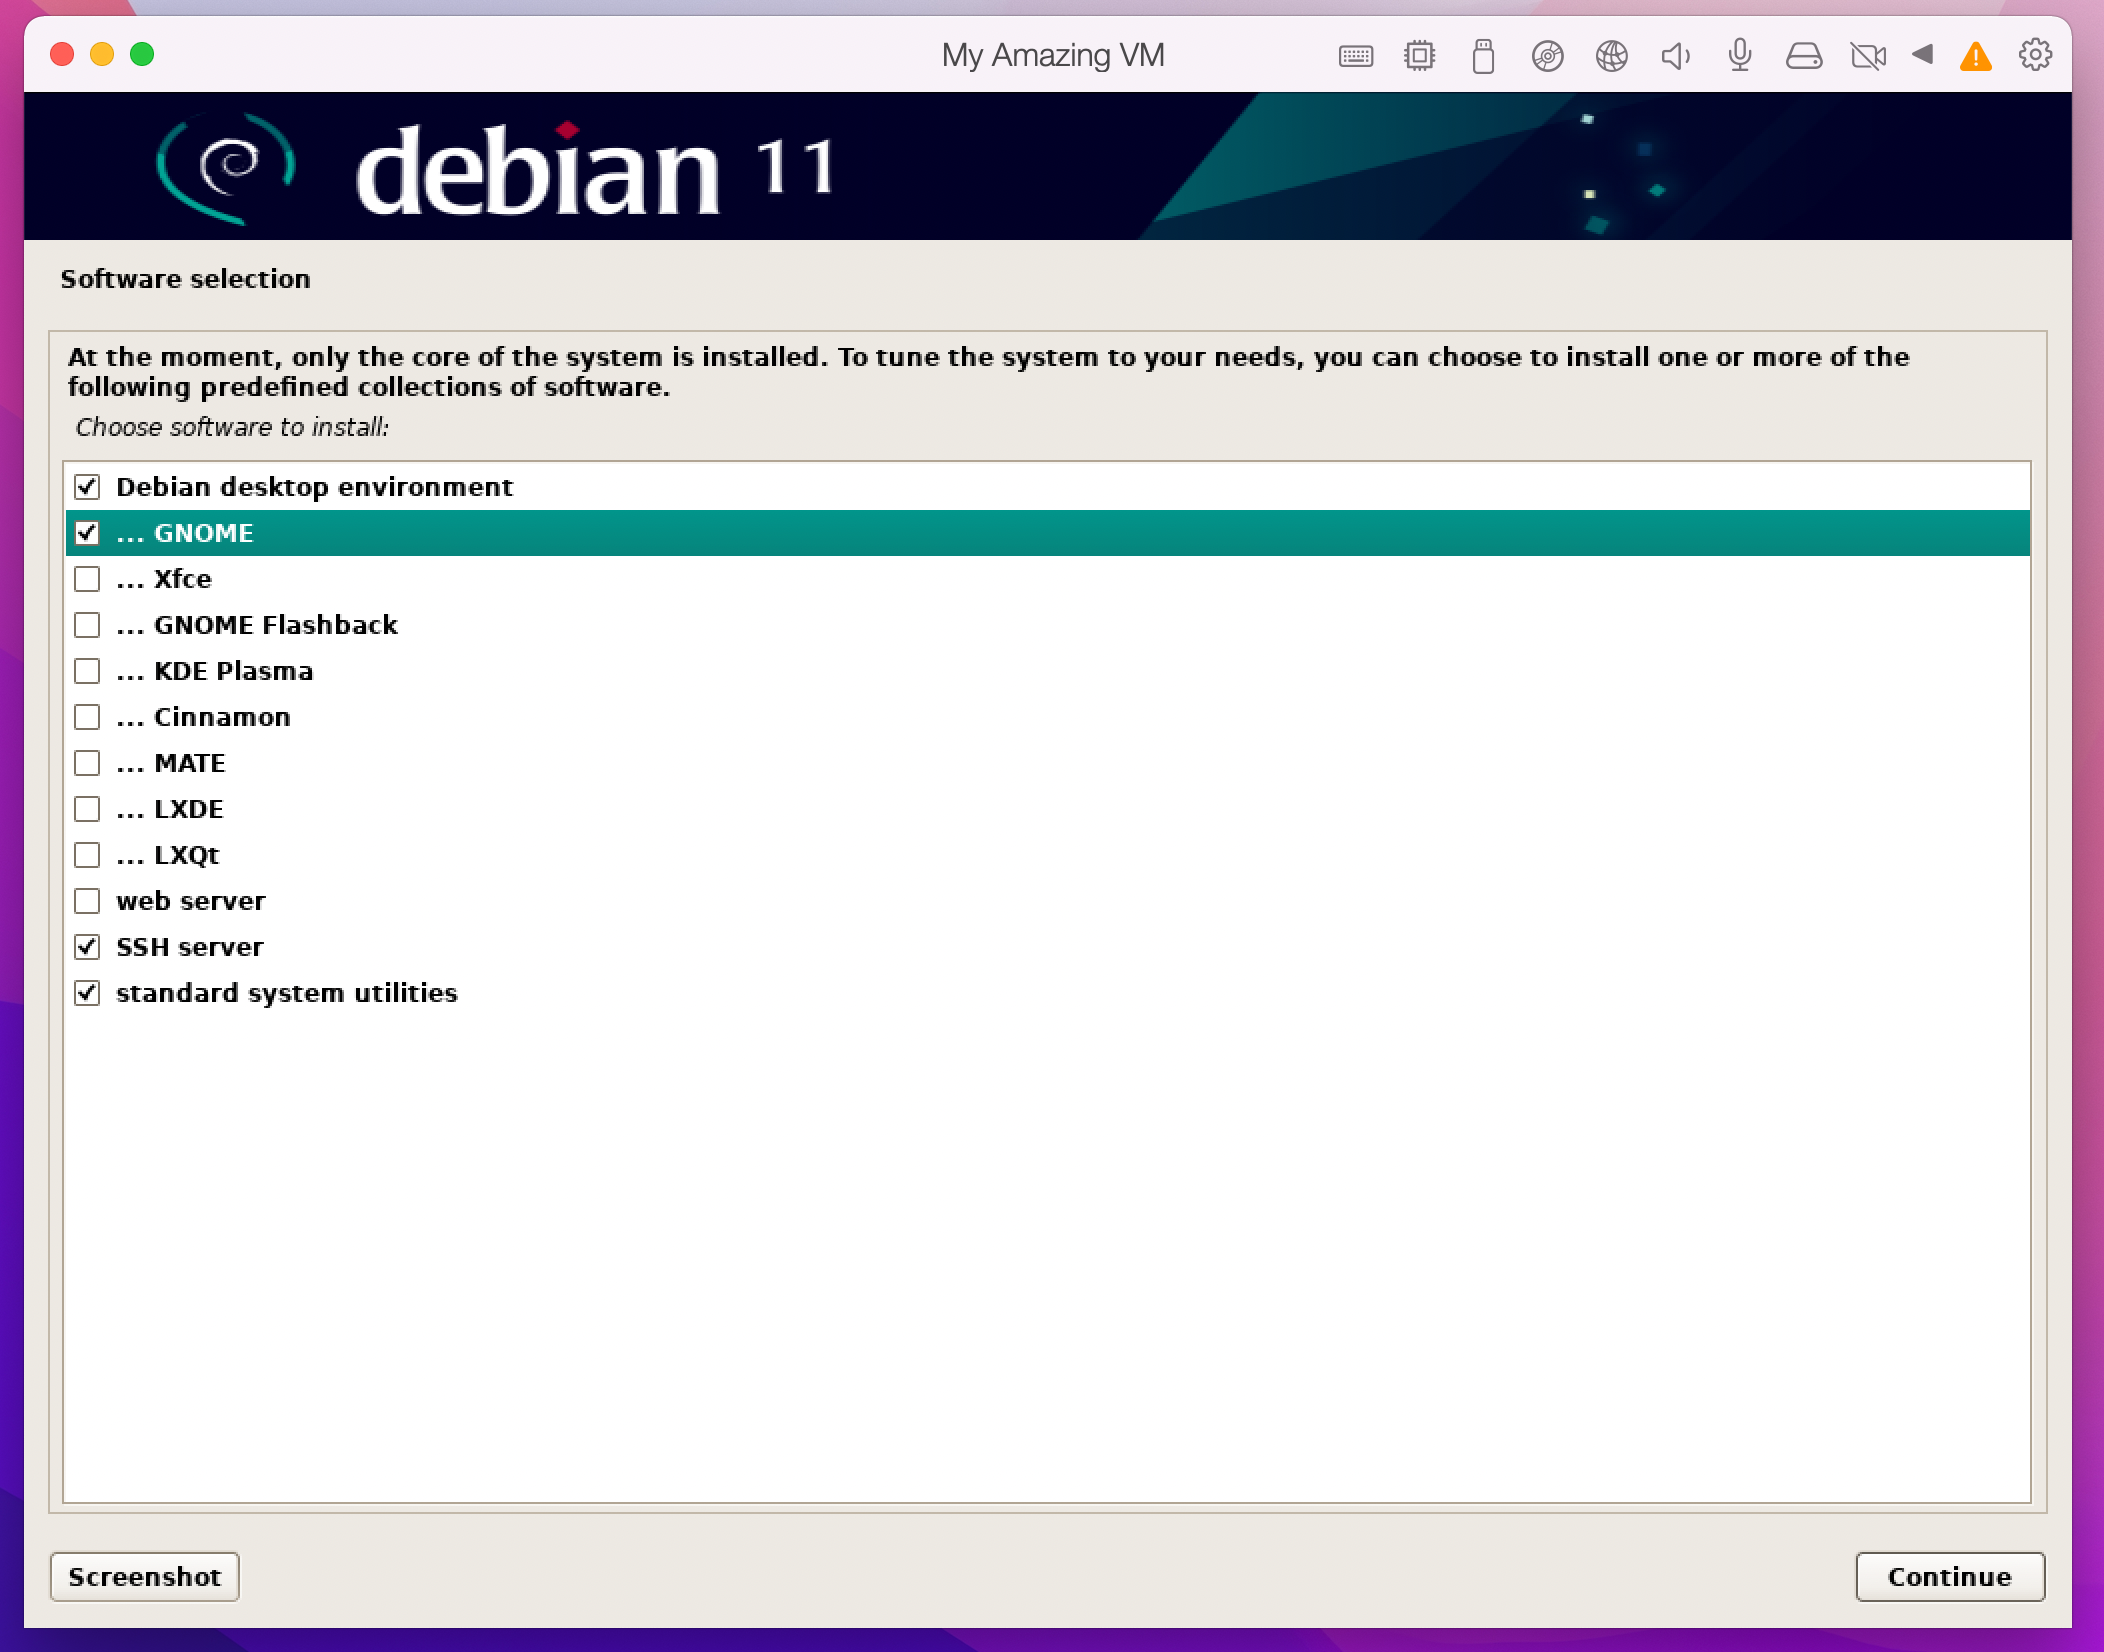 My Amazing VM
debian 11
Software selection
At the moment, only the core of the system is installed. To tune the system to your needs, you can choose to install one or more of the
following predefined collections of software.
Choose software to install:
Debian desktop environment
... GNOME
... Xfce
... GNOME Flashback
... KDE Plasma
... Cinnamon
... MATE
... LXDE
... LXQt
web server
SSH server
standard system utilities
Screenshot
Continue